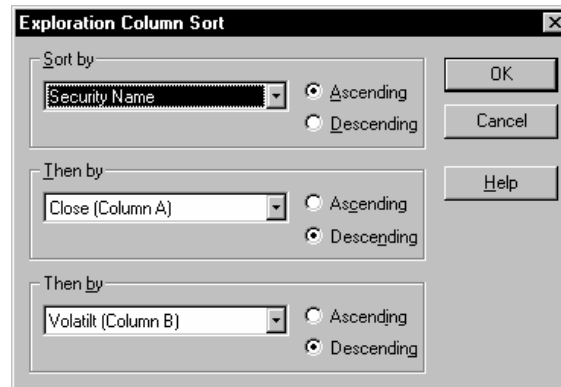 Exploration Column Sort
Sort by
Security Name
Ascending
Descending
OK
Cancel
Help
Then by
Close (Column A)
Ascending
Descending
Then by
Volatilt (Column B)
Ascending
Descending